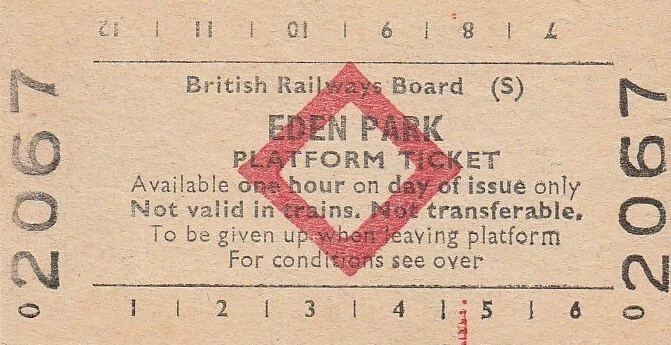 12 | 11 | 10 | 9 | 8 | 7
British Railways Board (S)
EDEN PARK
PLATFORM TICKET
Available one hour on day of issue only
Not valid in trains. Not transferable.
To be given up when leaving platform
For conditions see over
1 | 2 | 3 | 4 | 5 | 6
02067
02067